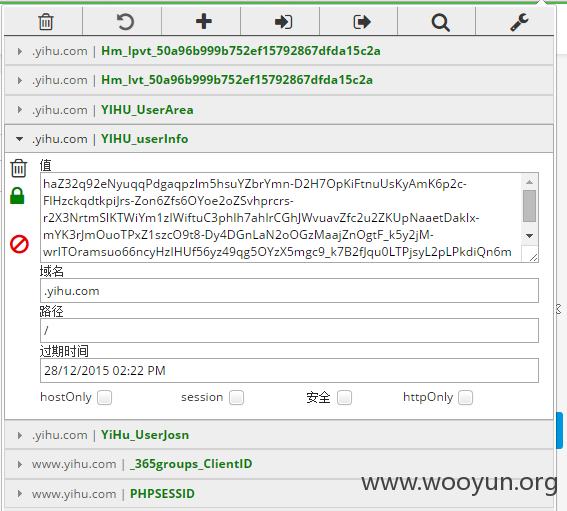 .yihu.com | Hm_lpvt_50a96b999b752ef15792867dfda15c2a
.yihu.com | Hm_lvt_50a96b999b752ef15792867dfda15c2a
.yihu.com | YIHU_UserArea
.yihu.com | YIHU_userInfo
值
haZ32q92eNyuqqPdgaqpzIm5hsuYZbrYmn-D2H7OpKiFtnuUsKyAmK6p2c-
FIHzckqdtkpiJrs-Zon6Zfs6OYoe2oZSvhprcrs-
r2X3NrtmSlKTWiYm1zIWiftuC3phlh7ahlrCGhJWvuavZfc2u2ZKUpNaaetDakIx-
mYK3rJmOuoTPxZ1szcO9t8-Dy4DGnLaN2oOGzMaajZnOgtF_k5y2jM-
wrITOramsuo66ncyHzIHUf56yz49qg5OYzX5mgc9_k7B2fJqu0LTPjsyL2pLPkdiQn6m
域名
.yihu.com
路径
/
过期时间
28/12/2015 02:22 PM
hostOnly session 安全 httpOnly
.yihu.com | YiHu_UserJosn
www.yihu.com | _365groups_ClientID
www.yihu.com | PHPSESSID
www.wooyun.org